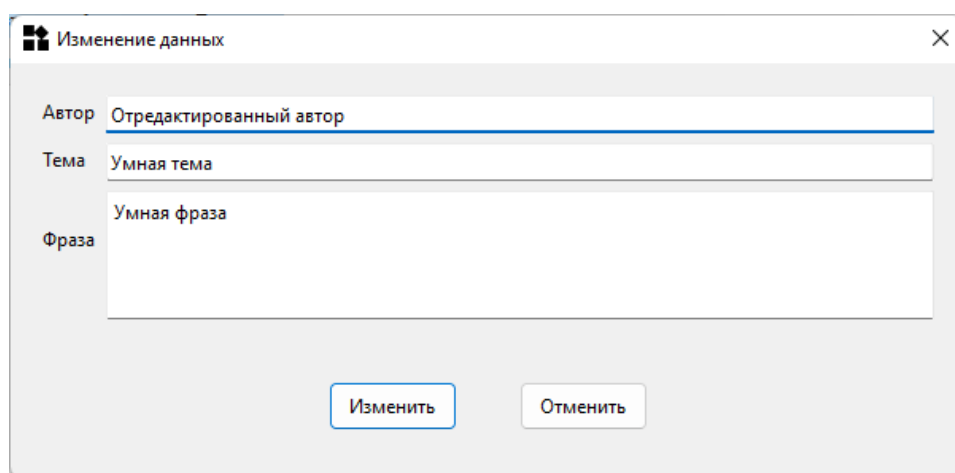 Изменение данных
Автор Отредактированный автор
Тема Умная тема
Умная фраза
Фраза
Изменить Отменить